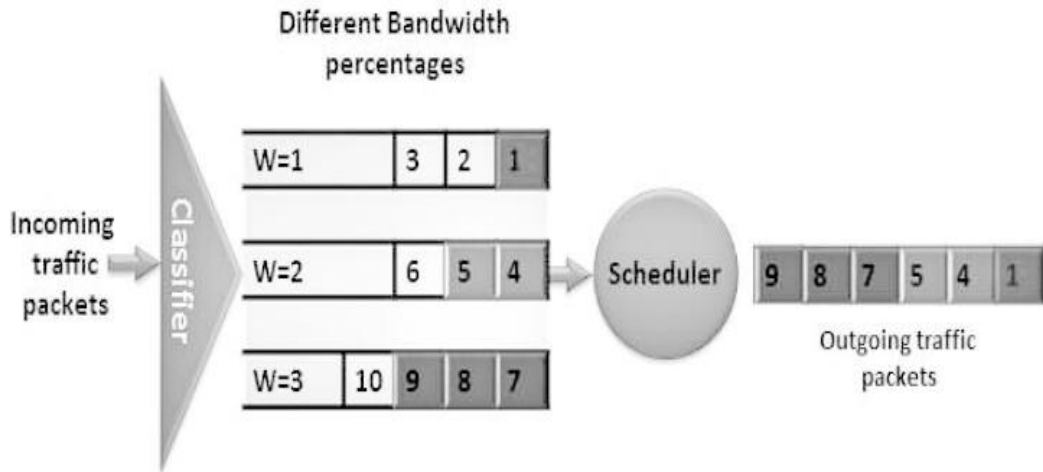 Different Bandwidth
percentages
Incoming
traffic
packets
Classifier
W=1 3 2 1
W=2 6 5 4
W=3 10 9 8 7
Scheduler
9 8 7 5 4 1
Outgoing traffic
packets